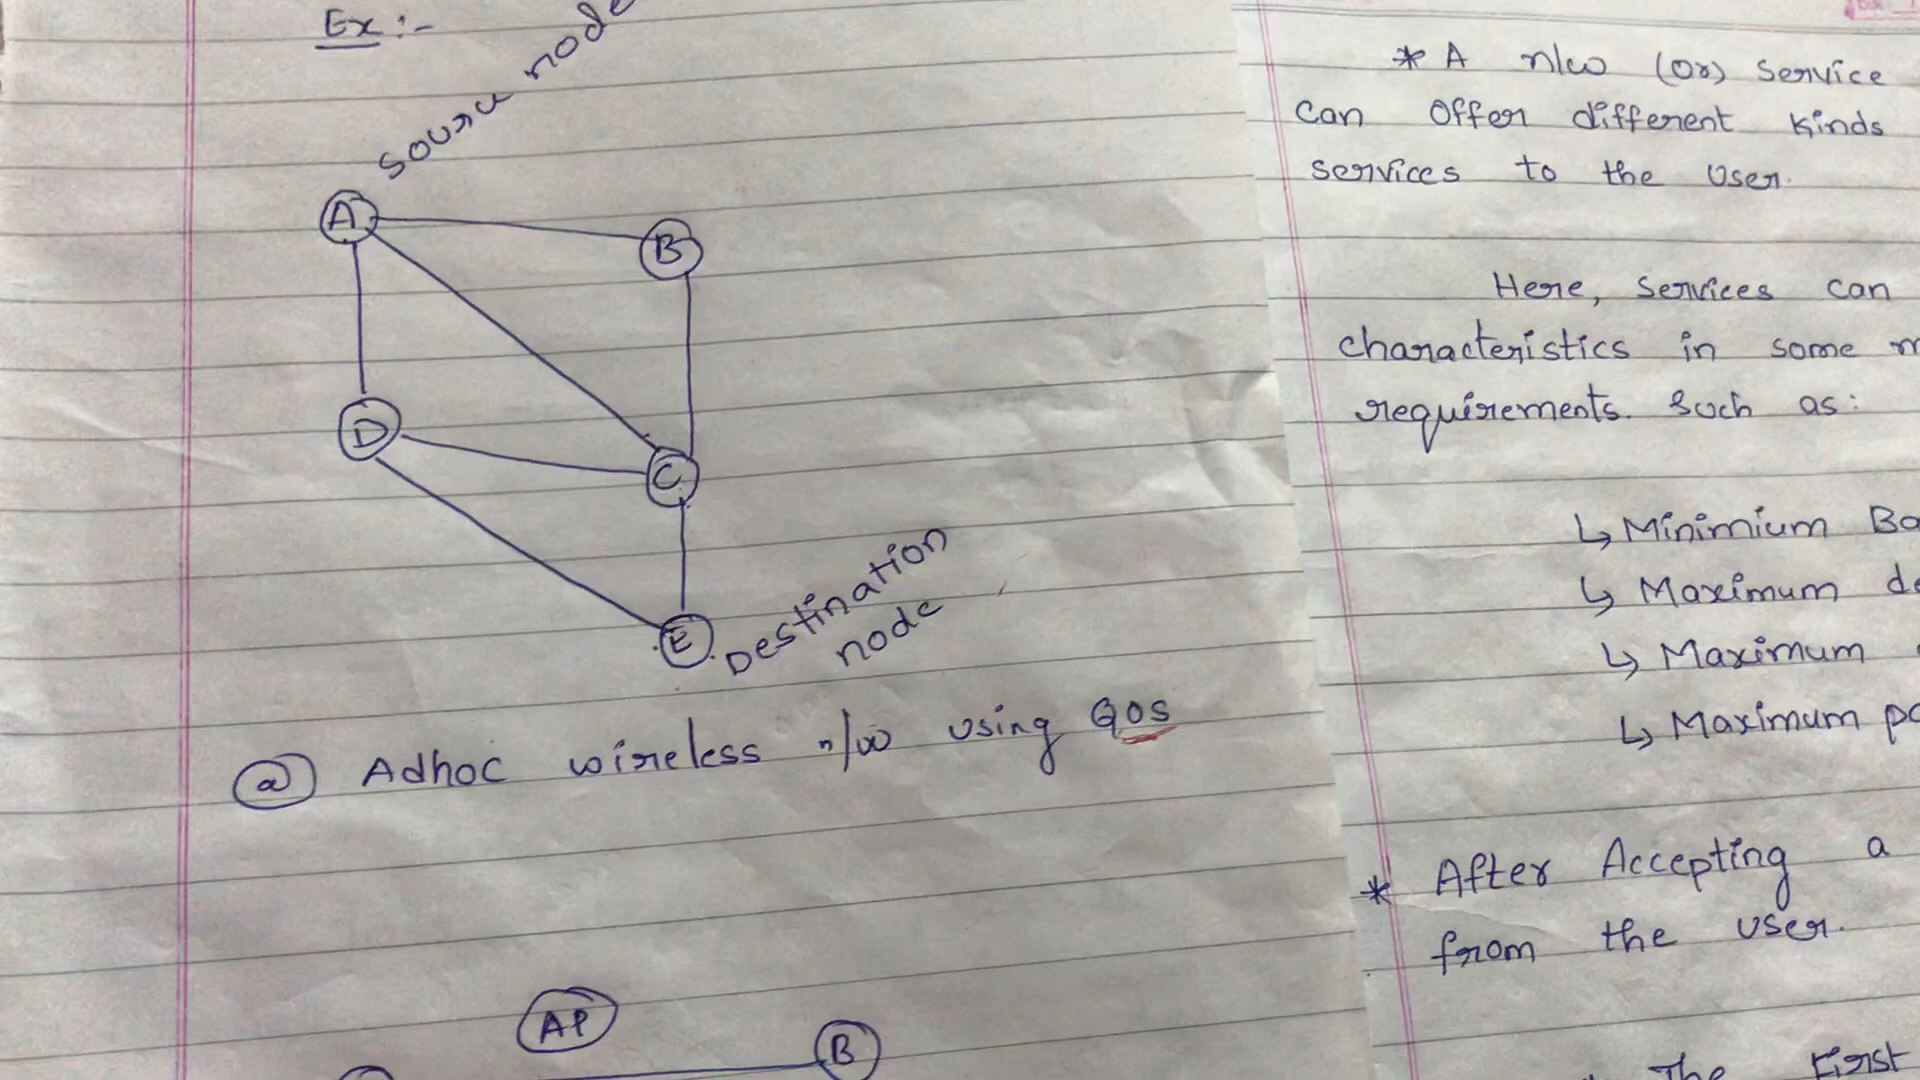 Ex :-
Source node
A
B
D
C
E
Destination
node
a Adhoc wireless n/w using QOS
AP
B
* A n/w (or) service
can offer different kinds
services to the user.
Here, services can
characteristics in some
requirements. Such as:
↳ Minimium
↳ Maximum
↳ Maximum
↳ Maximum
* After Accepting a
from the user.
The First